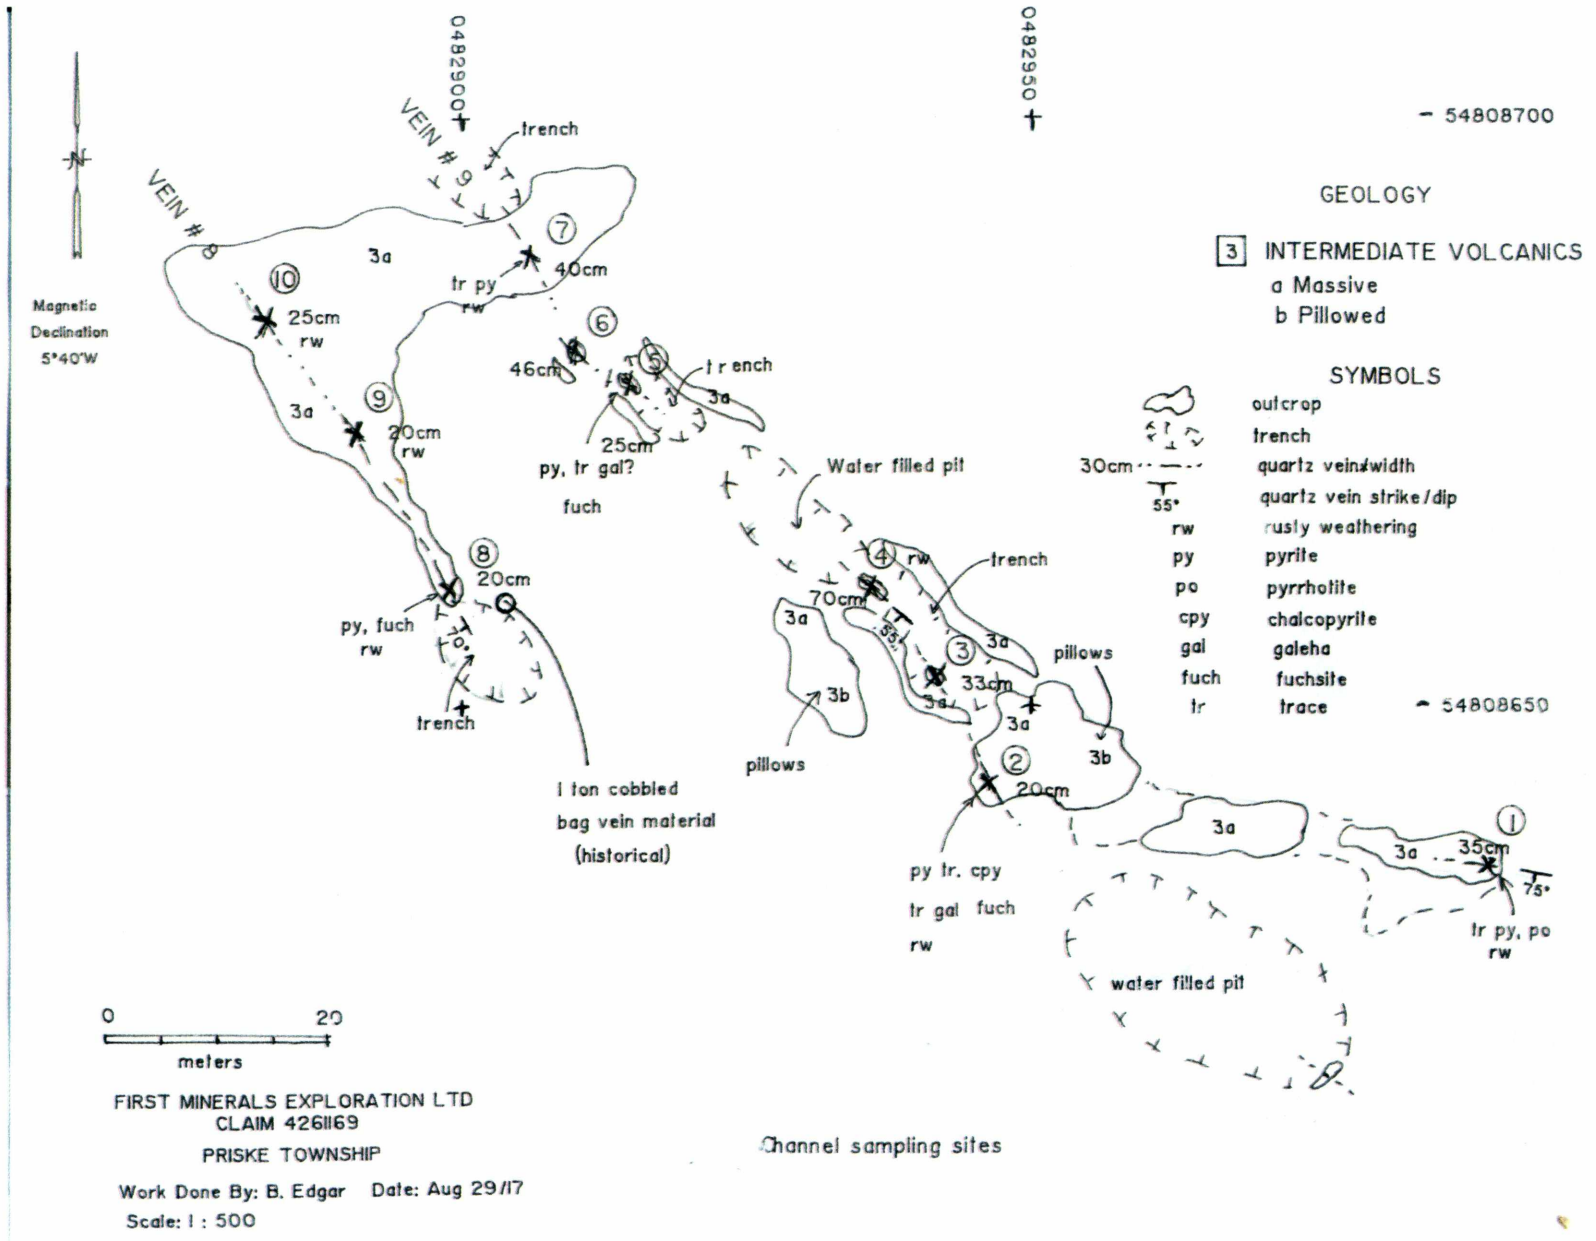 0482900
0482950
54808700
VEIN # 9
trench
VEIN # 8
N
GEOLOGY
3 INTERMEDIATE VOLCANICS
a Massive
b Pillowed
Magnetic
Declination
5°40'W
3a
7
40cm
tr py
rw
10
25cm
rw
6
46cm
5
trench
3a
9
3a
20cm
rw
25cm
py, tr gal?
fuch
SYMBOLS
outcrop
trench
30cm quartz vein/width
55° quartz vein strike/dip
rw rusty weathering
py pyrite
po pyrrhotite
cpy chalcopyrite
gal galeha
fuch fuchsite
tr trace
54808650
Water filled pit
4
rw
trench
70cm
55°
3a
3a
3
33cm
3a
8
20cm
py, fuch
rw
70°
trench
3b
pillows
pillows
3a
3b
2
20cm
1 ton cobbled
bag vein material
(historical)
py tr. cpy
tr gal fuch
rw
3a
1
3a
35cm
75°
tr py, po
rw
water filled pit
0 20
meters
FIRST MINERALS EXPLORATION LTD
CLAIM 4261169
PRISKE TOWNSHIP
Work Done By: B. Edgar Date: Aug 29/17
Scale: 1 : 500
Channel sampling sites